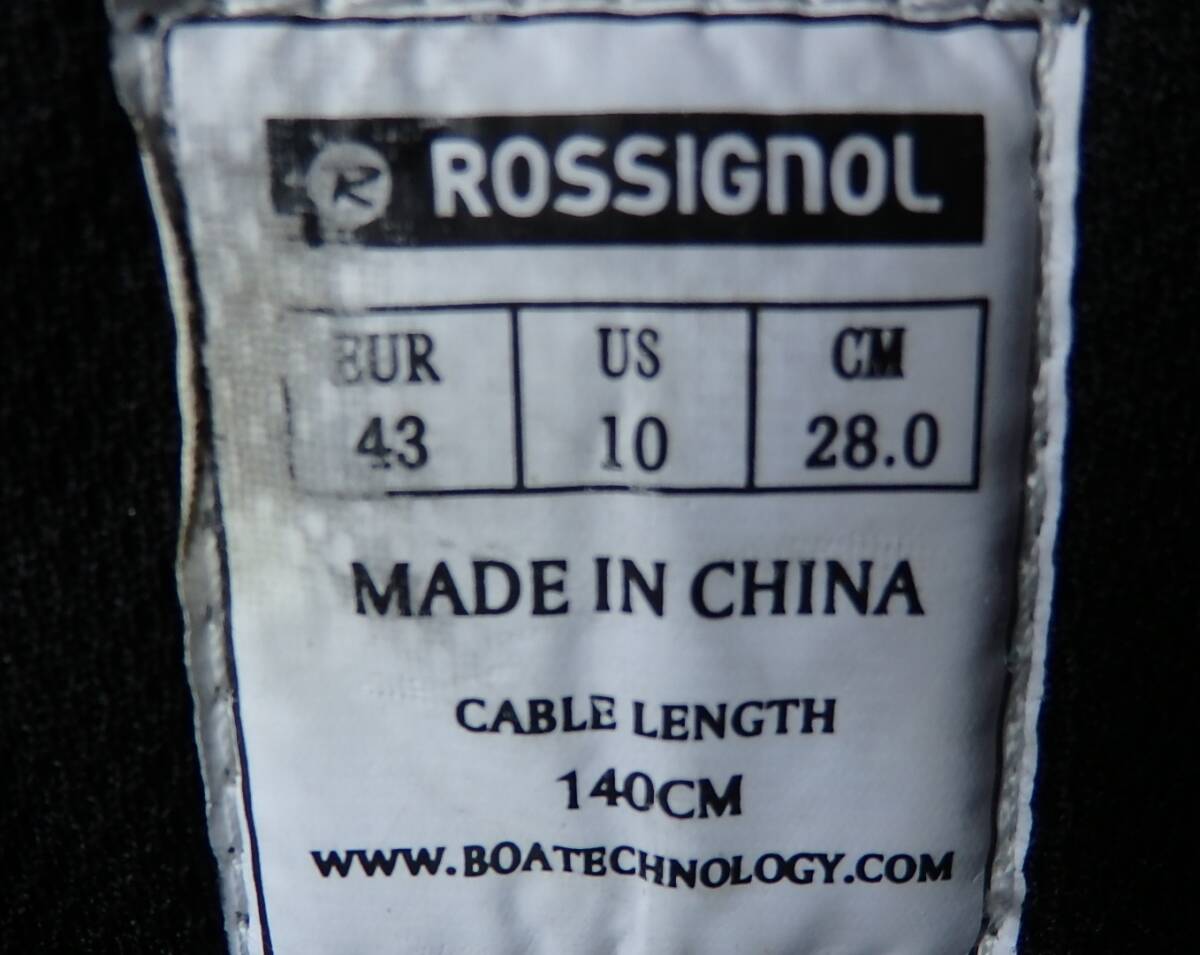 R ROSSIGNOL
EUR US CM
43 10 28.0
MADE IN CHINA
CABLE LENGTH
140CM
WWW.BOATECHNOLOGY.COM